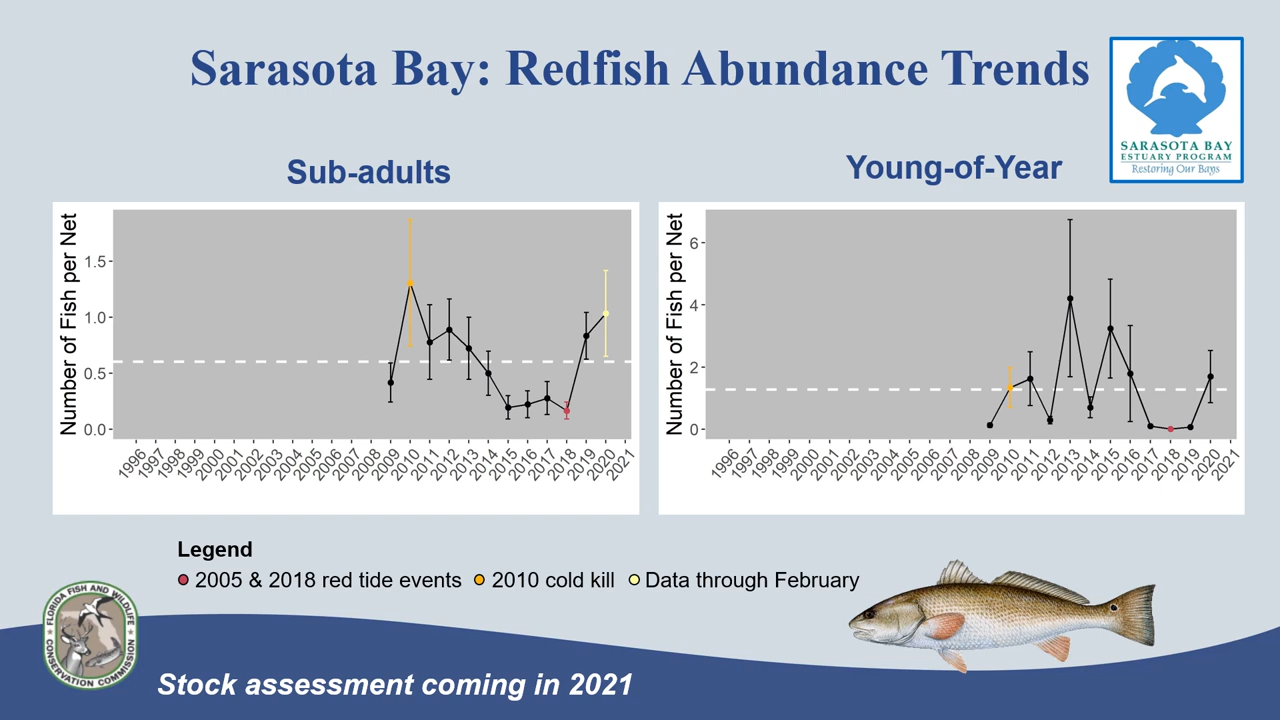 Sarasota Bay: Redfish Abundance Trends
SARASOTA BAY
ESTUARY PROGRAM
Restoring Our Bays
Sub-adults
Young-of-Year
Number of Fish per Net
1.5
1.0
0.5
0.0
1996 1997 1998 1999 2000 2001 2002 2003 2004 2005 2006 2007 2008 2009 2010 2011 2012 2013 2014 2015 2016 2017 2018 2019 2020 2021
Number of Fish per Net
6
4
2
0
1996 1997 1998 1999 2000 2001 2002 2003 2004 2005 2006 2007 2008 2009 2010 2011 2012 2013 2014 2015 2016 2017 2018 2019 2020 2021
Legend
2005 & 2018 red tide events 2010 cold kill Data through February
FLORIDA FISH AND WILDLIFE
CONSERVATION COMMISSION
Stock assessment coming in 2021